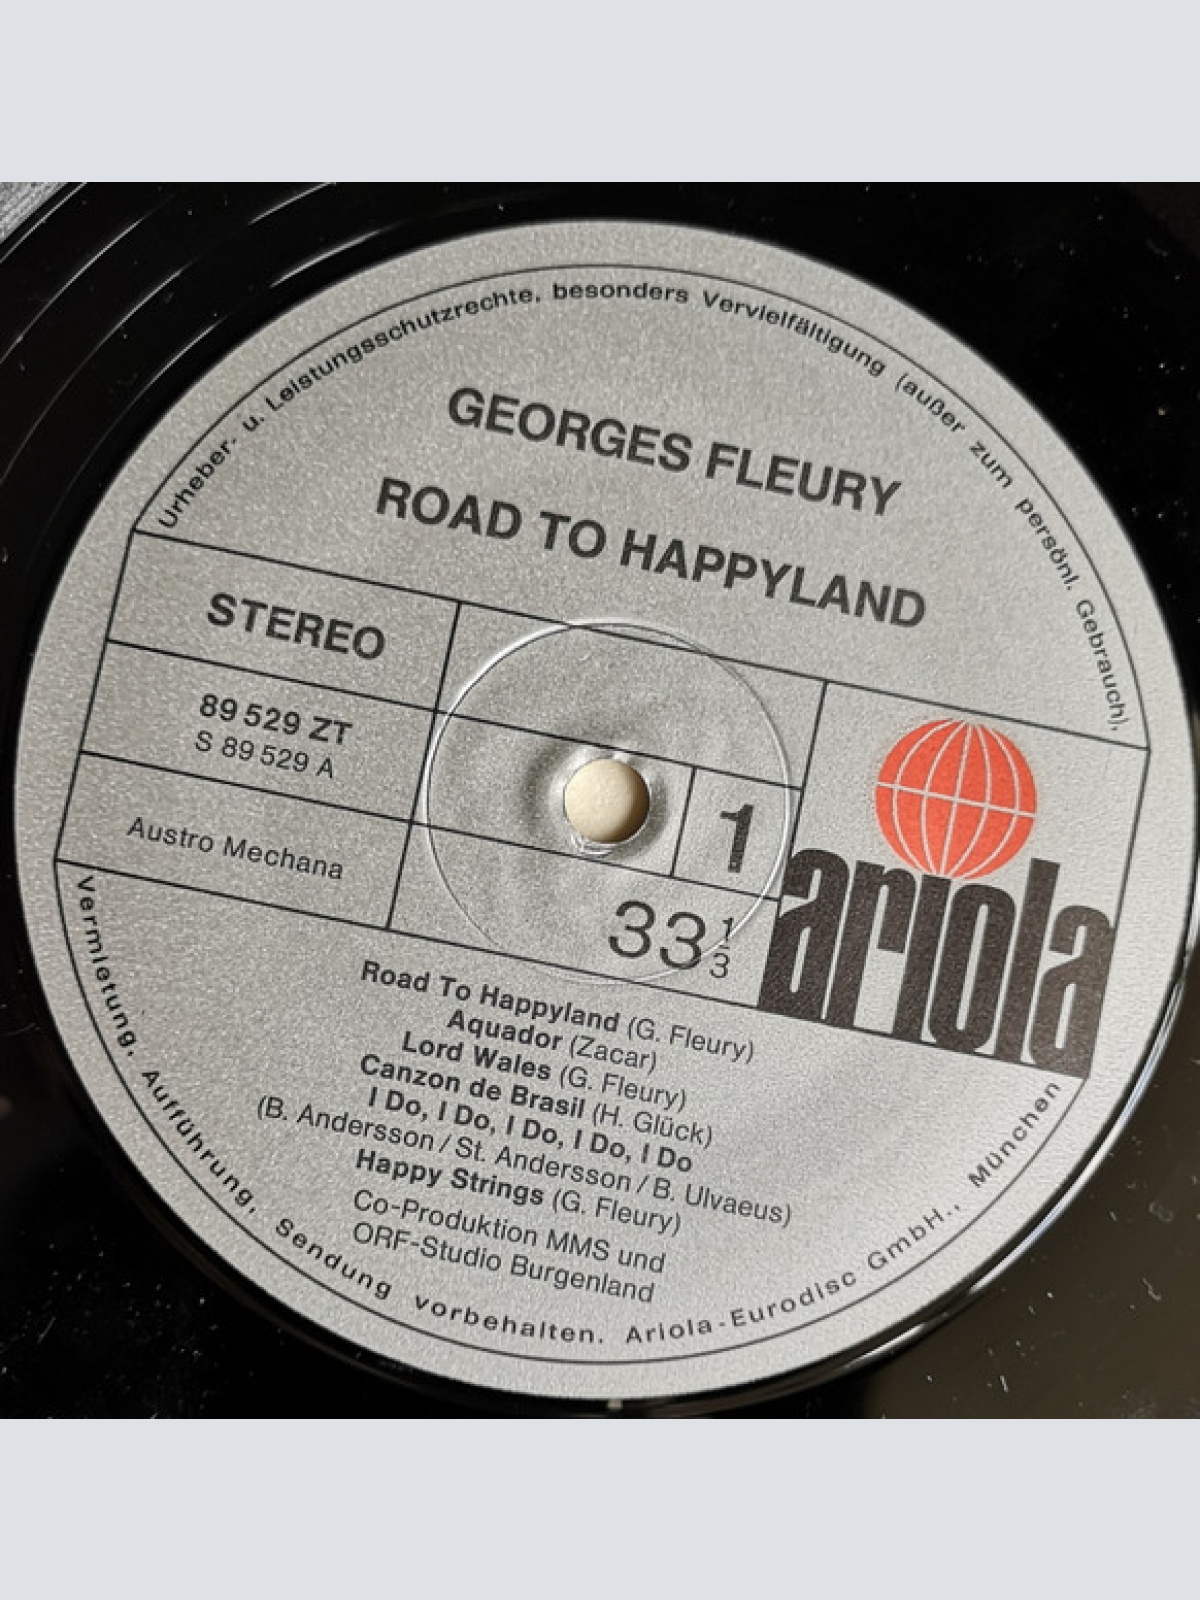 Urheber- u. Leistungsschutzrechte, besonders Vervielfältigung (außer zum persönl. Gebrauch),
GEORGES FLEURY
ROAD TO HAPPYLAND
STEREO
89 529 ZT
S 89 529 A
1
Austro Mechana
33 1/3
ariola
Road To Happyland (G. Fleury)
Aquador (Zacar)
Lord Wales (G. Fleury)
Canzon de Brasil (H. Glück)
I Do, I Do, I Do, I Do, I Do
(B. Andersson / St. Andersson / B. Ulvaeus)
Happy Strings (G. Fleury)
Co-Produktion MMS und
ORF-Studio Burgenland
Vermietung, Aufführung, Sendung vorbehalten. Ariola-Eurodisc GmbH., München